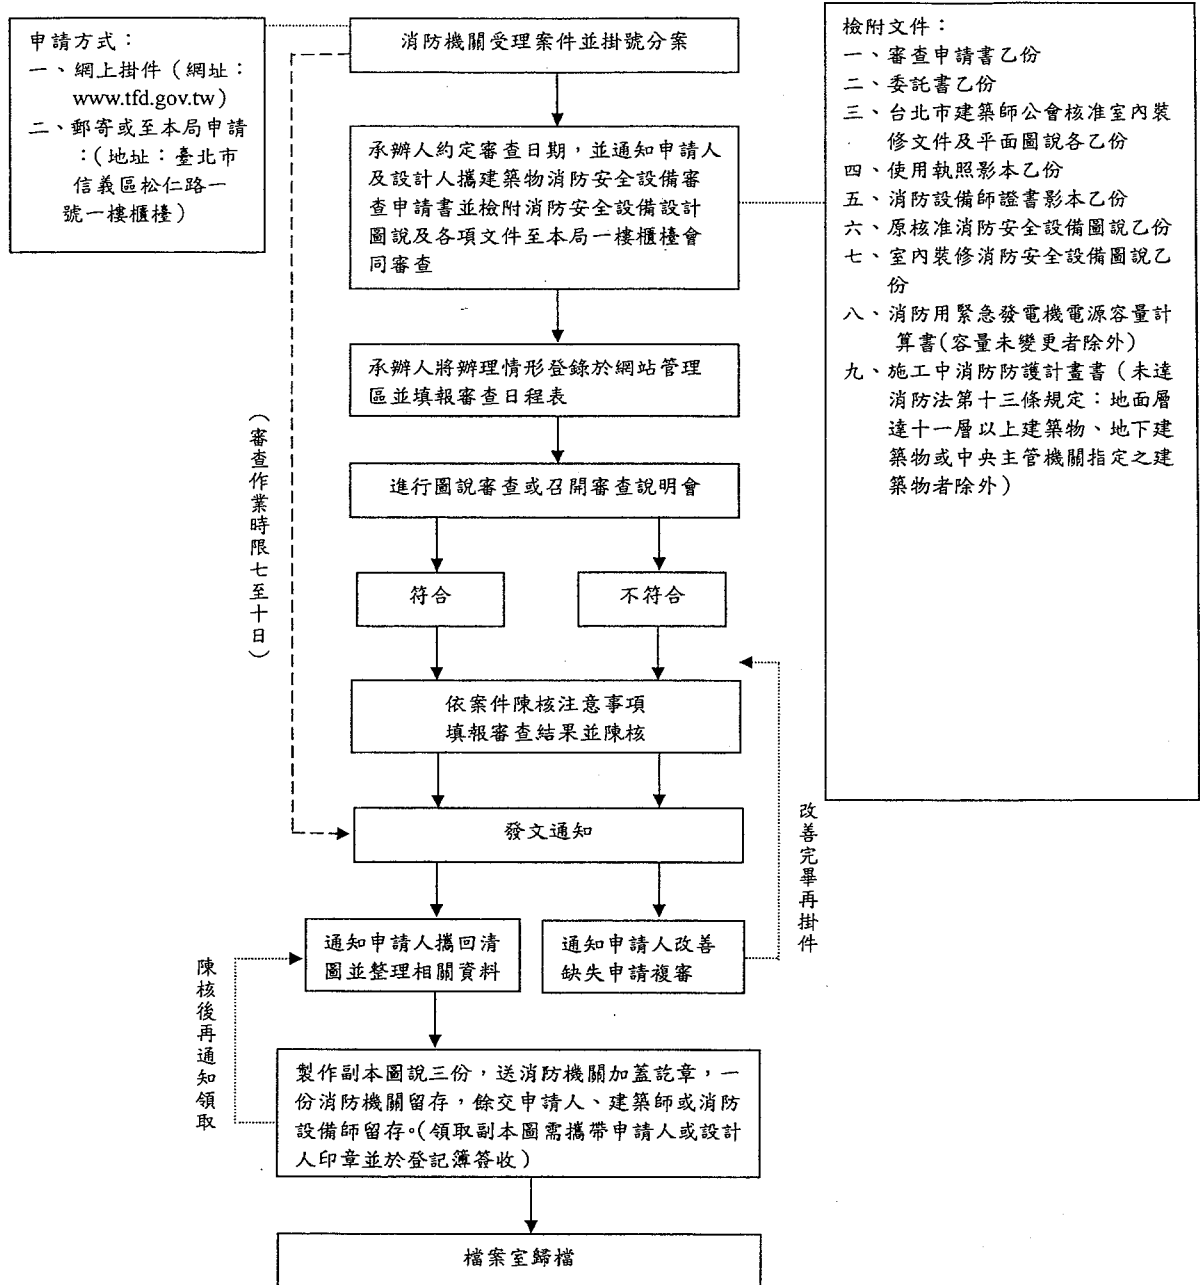 申請方式：
一、網上掛件（網址：
www.tfd.gov.tw）
二、郵寄或至本局申請
：（地址：臺北市
信義區松仁路一
號一樓櫃檯）
消防機關受理案件並掛號分案
承辦人約定審查日期，並通知申請人
及設計人攜建築物消防安全設備審
查申請書並檢附消防安全設備設計
圖說及各項文件至本局一樓櫃檯會
同審查
檢附文件：
一、審查申請書乙份
二、委託書乙份
三、台北市建築師公會核准室內裝
修文件及平面圖說各乙份
四、使用執照影本乙份
五、消防設備師證書影本乙份
六、原核准消防安全設備圖說乙份
七、室內裝修消防安全設備圖說乙
份
八、消防用緊急發電機電源容量計
算書（容量未變更者除外）
九、施工中消防防護計畫書（未達
消防法第十三條規定：地面層
達十一層以上建築物、地下建
築物或中央主管機關指定之建
築物者除外）
承辦人將辦理情形登錄於網站管理
區並填報審查日程表
（審查作業時限七至十日）
進行圖說審查或召開審查說明會
符合
不符合
依案件陳核注意事項
填報審查結果並陳核
發文通知
改善完畢再掛件
通知申請人攜回清
圖並整理相關資料
通知申請人改善
缺失申請複審
陳核後再通知領取
製作副本圖說三份，送消防機關加蓋訖章，一
份消防機關留存，餘交申請人、建築師或消防
設備師留存。（領取副本圖需攜帶申請人或設計
人印章並於登記簿簽收）
檔案室歸檔